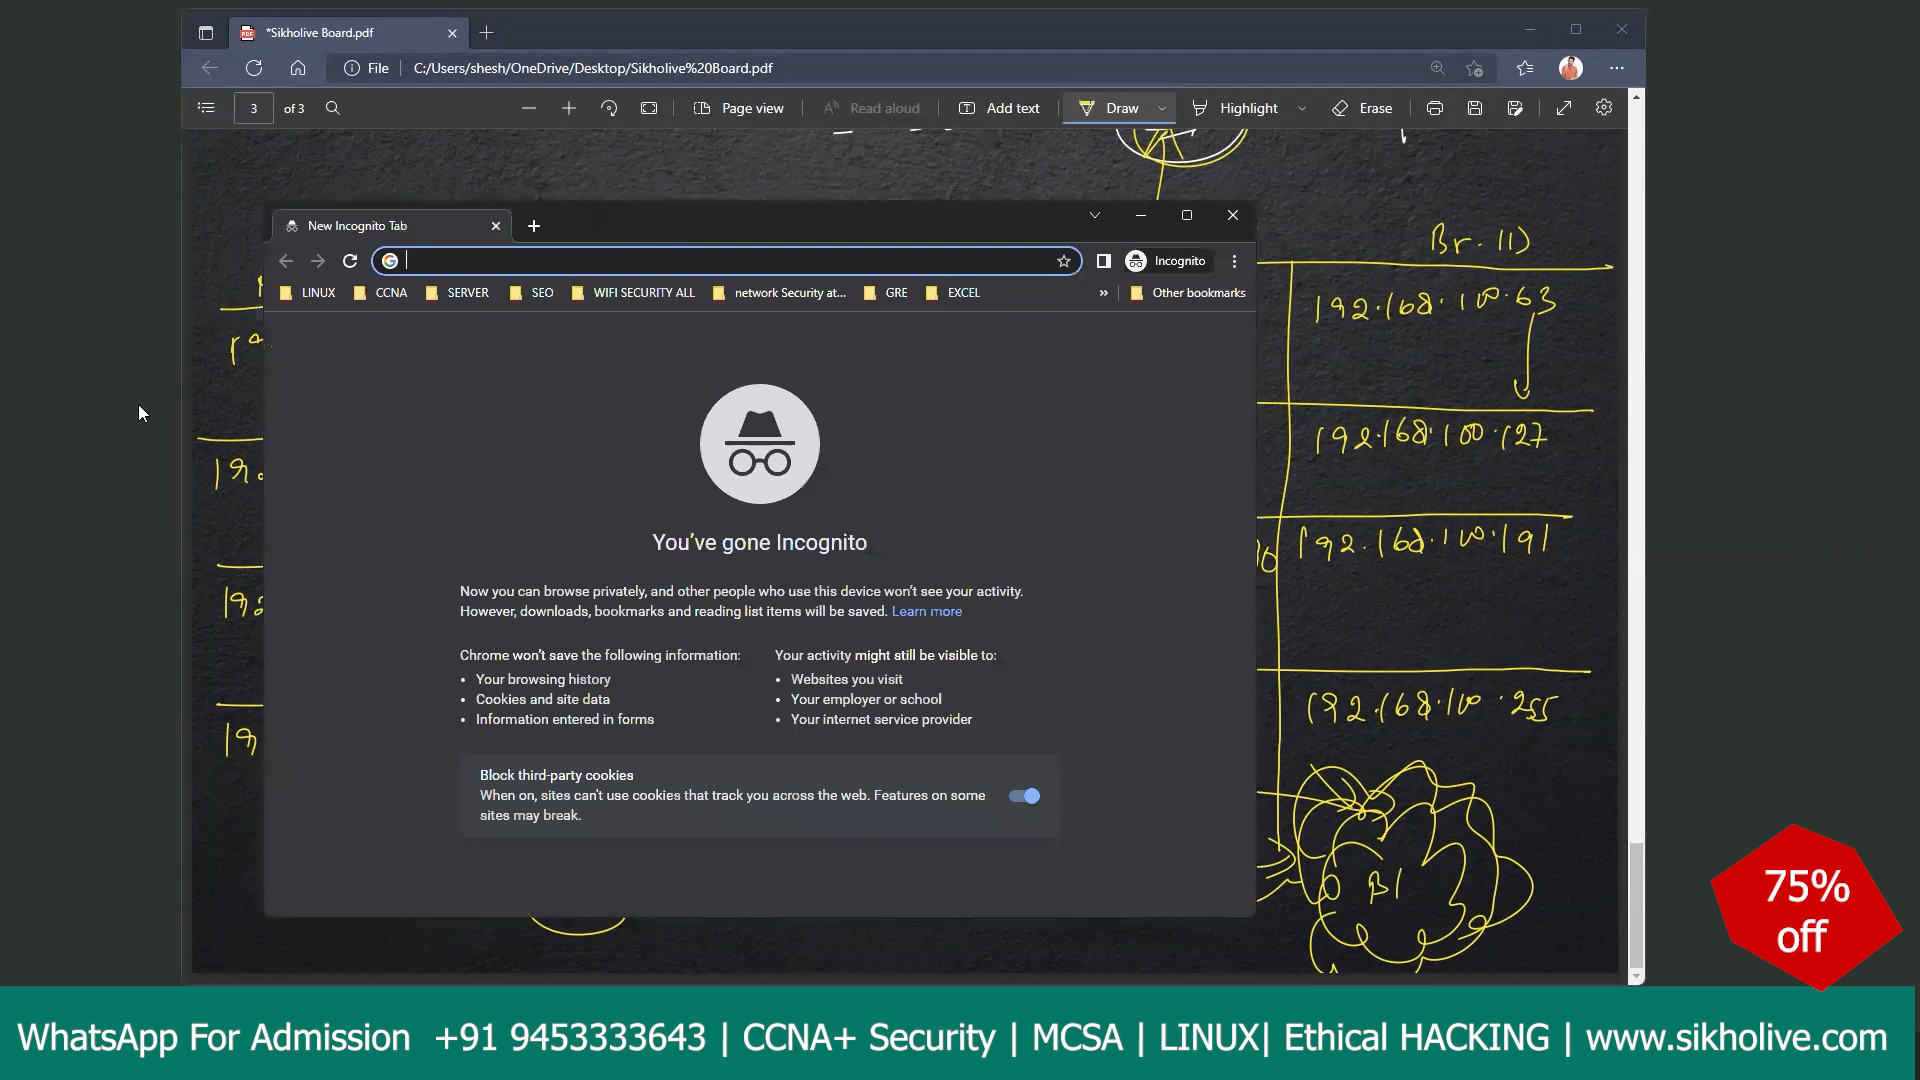 *Sikholive Board.pdf
File C:/Users/shesh/OneDrive/Desktop/Sikholive%20Board.pdf
3 of 3 Page view Read aloud Add text Draw Highlight Erase
New Incognito Tab
Incognito
LINUX CCNA SERVER SEO WIFI SECURITY ALL network Security at... GRE EXCEL » Other bookmarks
You've gone Incognito
Now you can browse privately, and other people who use this device won't see your activity.
However, downloads, bookmarks and reading list items will be saved. Learn more
Chrome won't save the following information:
• Your browsing history
• Cookies and site data
• Information entered in forms
Your activity might still be visible to:
• Websites you visit
• Your employer or school
• Your internet service provider
Block third-party cookies
When on, sites can't use cookies that track you across the web. Features on some
sites may break.
Br. ID
192.168.100.63
192.168.100.127
192.168.100.191
192.168.100.255
B1
75%
off
WhatsApp For Admission +91 9453333643 | CCNA+ Security | MCSA | LINUX| Ethical HACKING | www.sikholive.com